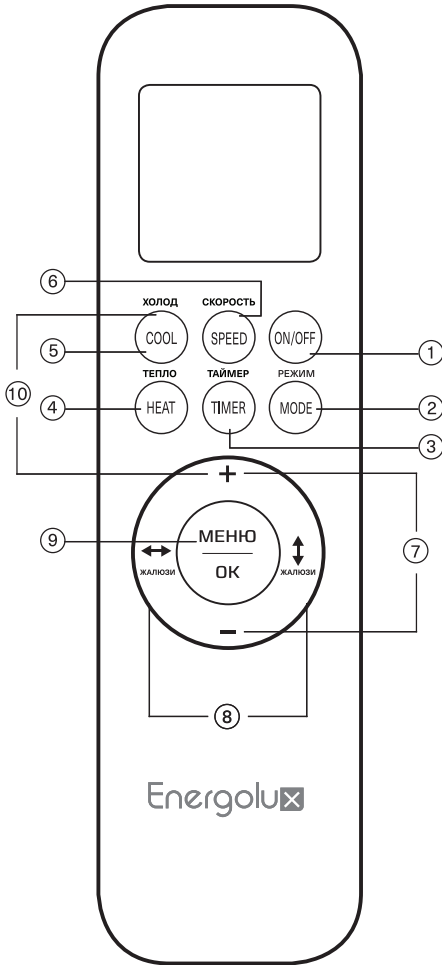 6
ХОЛОД СКОРОСТЬ
COOL SPEED ON/OFF
5 1
ТЕПЛО ТАЙМЕР РЕЖИМ
10
4 HEAT TIMER MODE 2
3
+
9 МЕНЮ 7
ЖАЛЮЗИ OK ЖАЛЮЗИ
−
8
Energolux